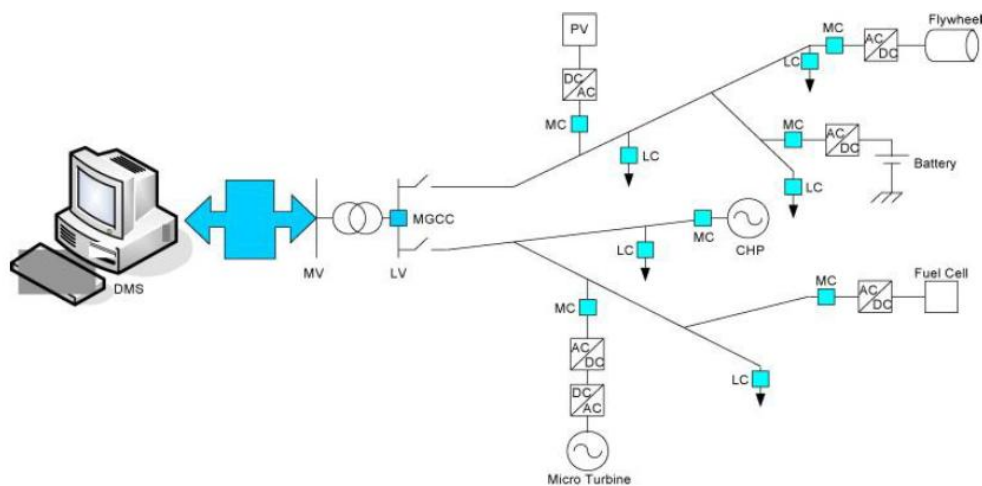 PV
DC
AC
MC
LC
LC
MC
AC
DC
Flywheel
MC
AC
DC
Battery
LC
DMS
MV
LV
MGCC
LC
MC
CHP
MC
AC
DC
DC
AC
Micro Turbine
MC
AC
DC
Fuel Cell
LC